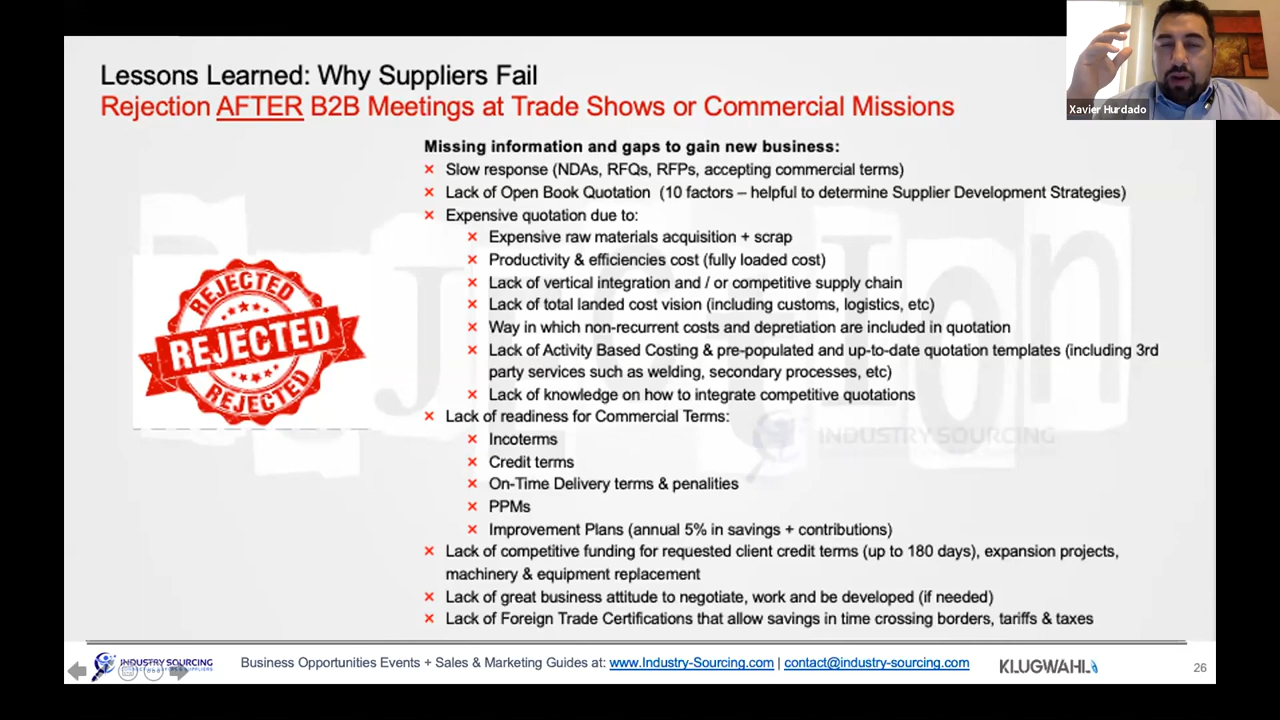 Lessons Learned: Why Suppliers Fail
Rejection AFTER B2B Meetings at Trade Shows or Commercial Missions
Xavier Hurdado
Missing information and gaps to gain new business:
× Slow response (NDAs, RFQs, RFPs, accepting commercial terms)
× Lack of Open Book Quotation (10 factors – helpful to determine Supplier Development Strategies)
× Expensive quotation due to:
× Expensive raw materials acquisition + scrap
× Productivity & efficiencies cost (fully loaded cost)
× Lack of vertical integration and / or competitive supply chain
× Lack of total landed cost vision (including customs, logistics, etc)
× Way in which non-recurrent costs and depretiation are included in quotation
× Lack of Activity Based Costing & pre-populated and up-to-date quotation templates (including 3rd
party services such as welding, secondary processes, etc)
× Lack of knowledge on how to integrate competitive quotations
× Lack of readiness for Commercial Terms:
× Incoterms
× Credit terms
× On-Time Delivery terms & penalities
× PPMs
× Improvement Plans (annual 5% in savings + contributions)
× Lack of competitive funding for requested client credit terms (up to 180 days), expansion projects,
machinery & equipment replacement
× Lack of great business attitude to negotiate, work and be developed (if needed)
× Lack of Foreign Trade Certifications that allow savings in time crossing borders, tariffs & taxes
REJECTED
REJECTED
REJECTED
INDUSTRY SOURCING
INDUSTRY SOURCING
Business Opportunities Events + Sales & Marketing Guides at: www.Industry-Sourcing.com | contact@industry-sourcing.com
KLUGWAHL
26